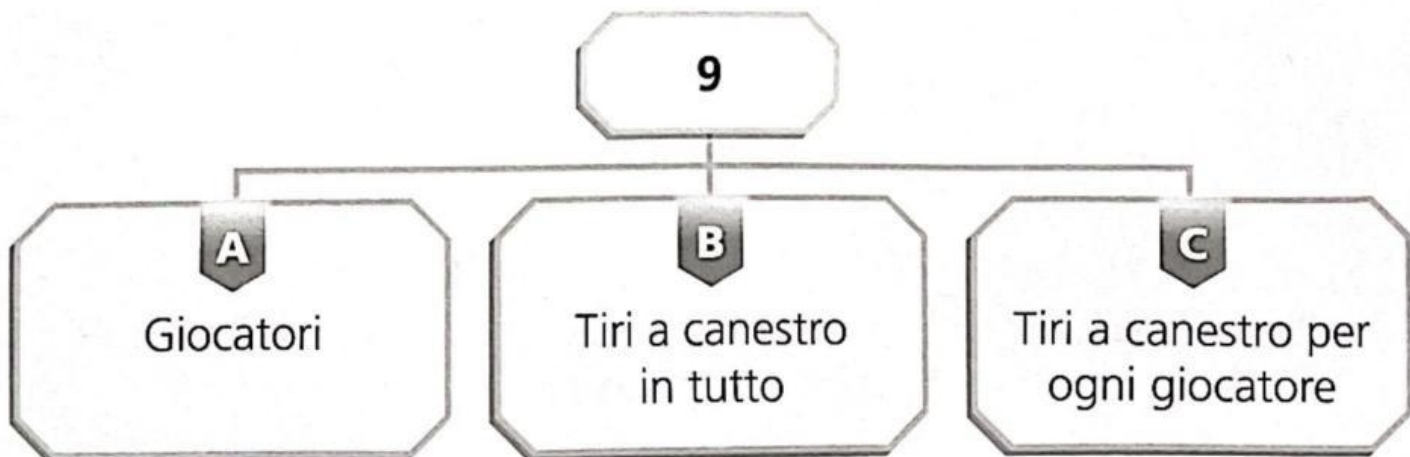 9
A
Giocatori
B
Tiri a canestro
in tutto
C
Tiri a canestro per
ogni giocatore